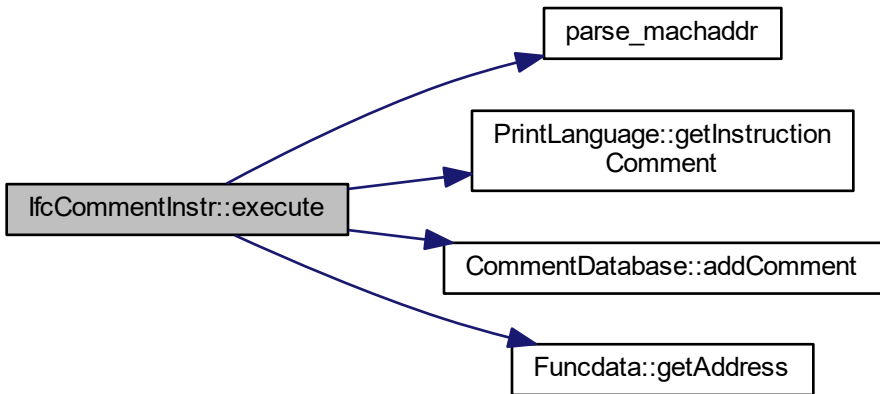 parse_machaddr
PrintLanguage::getInstruction
Comment
IfcCommentInstr::execute
CommentDatabase::addComment
Funcdata::getAddress